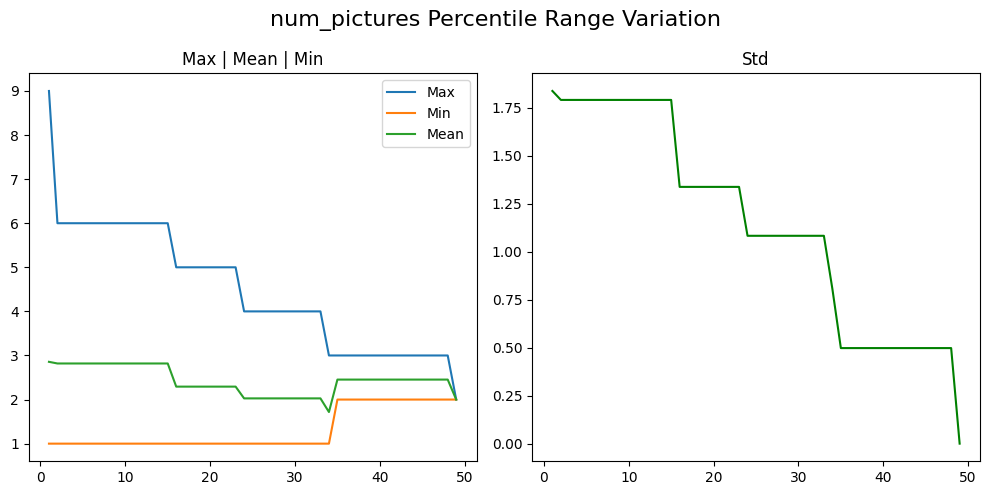 num_pictures Percentile Range Variation
Max | Mean | Min
9
8
7
6
5
4
3
2
1
0 10 20 30 40 50
Max
Min
Mean
Std
1.75
1.50
1.25
1.00
0.75
0.50
0.25
0.00
0 10 20 30 40 50